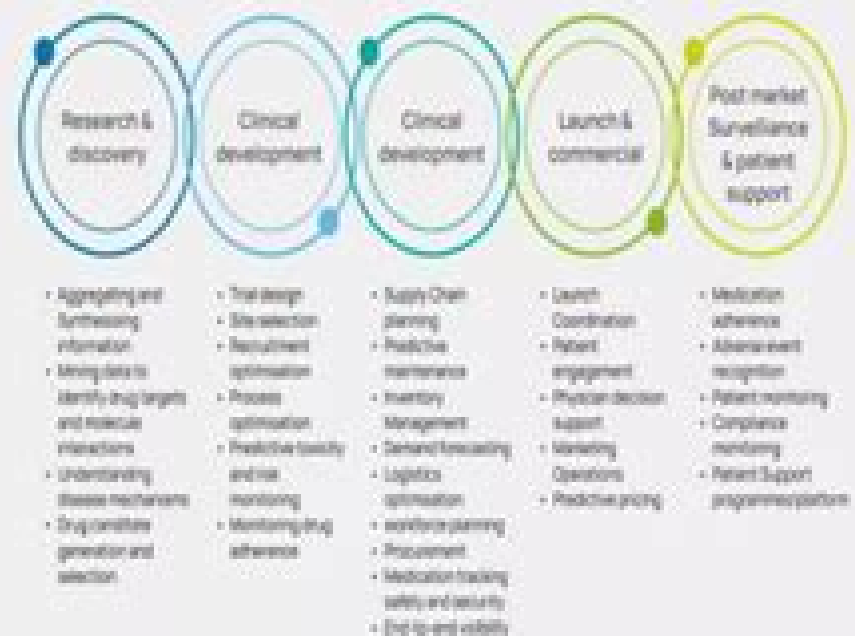 Research &
discovery
Clinical
development
Clinical
development
Launch &
commercial
Post market
Surveillance
& patient
support
• Aggregating and
Synthesising
information
• Mining data to
identify drug targets
and molecule
interactions
• Understanding
disease mechanisms
• Drug candidate
generation and
selection
• Trial design
• Site selection
• Recruitment
optimisation
• Process
optimisation
• Predictive toxicity
and risk
monitoring
• Monitoring drug
adherence
• Supply Chain
planning
• Predictive
maintenance
• Inventory
Management
• Demand forecasting
• Logistics
optimisation
• workforce planning
• Procurement
• Medication tracking
safety and security
• End-to-end visibility
• Launch
Coordination
• Patient
engagement
• Physician decision
support
• Marketing
Operations
• Predictive pricing
• Medication
adherence
• Adverse event
recognition
• Patient monitoring
• Compliance
monitoring
• Patient Support
programmes/platform